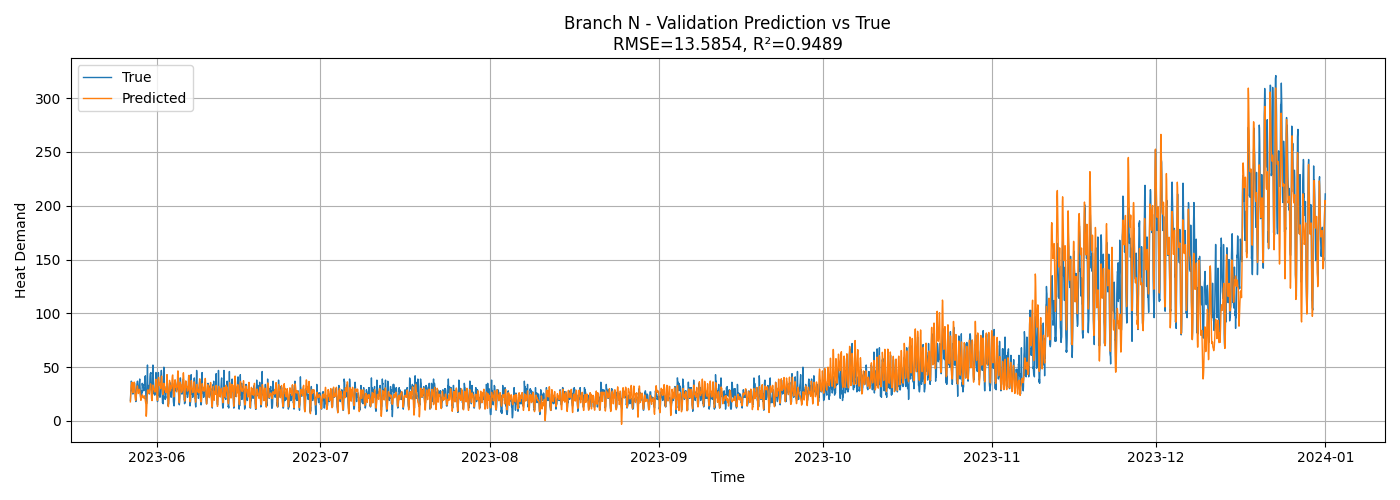 Branch N - Validation Prediction vs True
RMSE=13.5854, R²=0.9489
True
Predicted
Heat Demand
300
250
200
150
100
50
0
2023-06 2023-07 2023-08 2023-09 2023-10 2023-11 2023-12 2024-01
Time